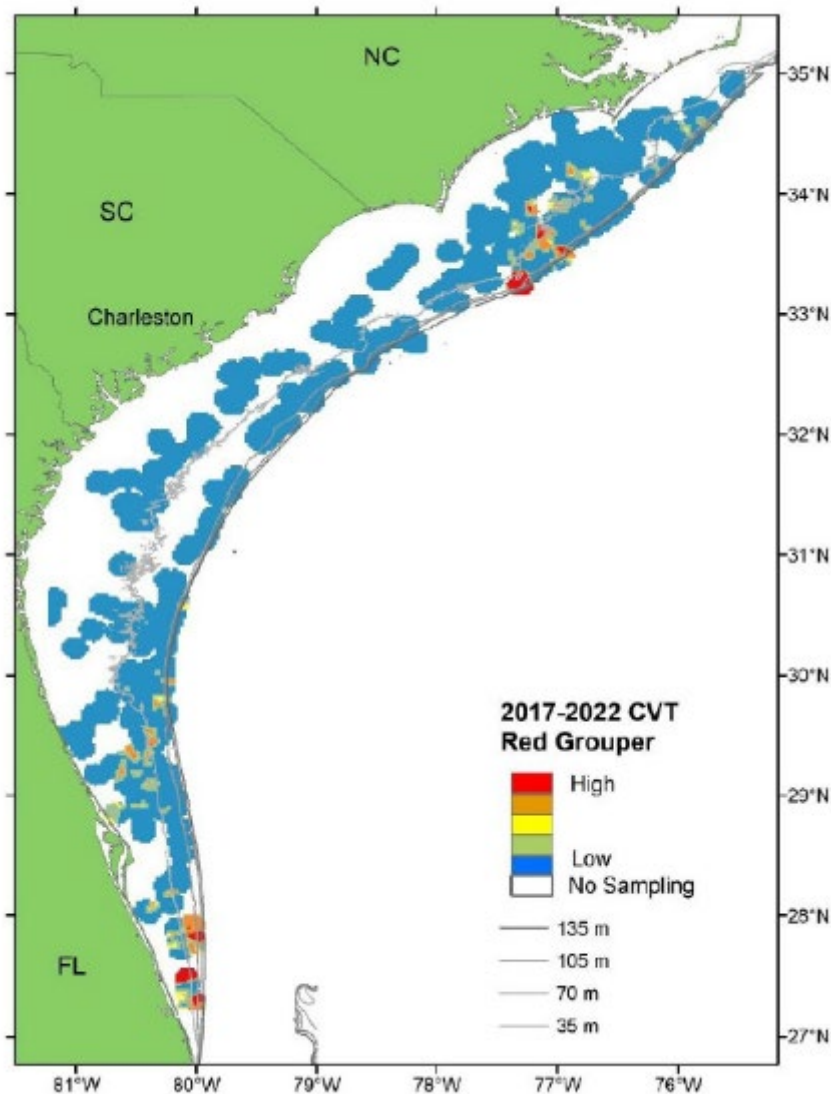 NC
35°N
SC
34°N
Charleston
33°N
32°N
31°N
30°N
2017-2022 CVT
Red Grouper
High
29°N
Low
No Sampling
28°N
135 m
FL
105 m
70 m
35 m
27°N
81°W
80°W
79°W
78°W
77°W
76°W